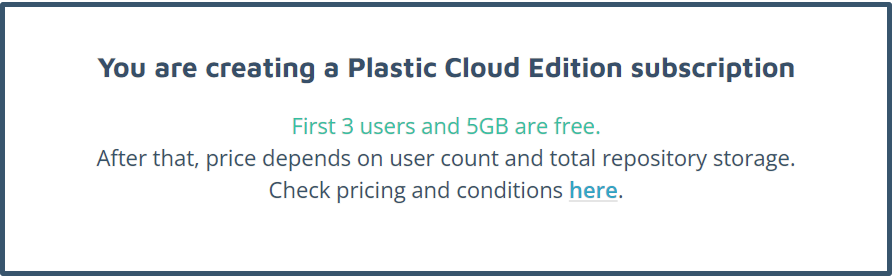 You are creating a Plastic Cloud Edition subscription
First 3 users and 5GB are free.
After that, price depends on user count and total repository storage.
Check pricing and conditions here.